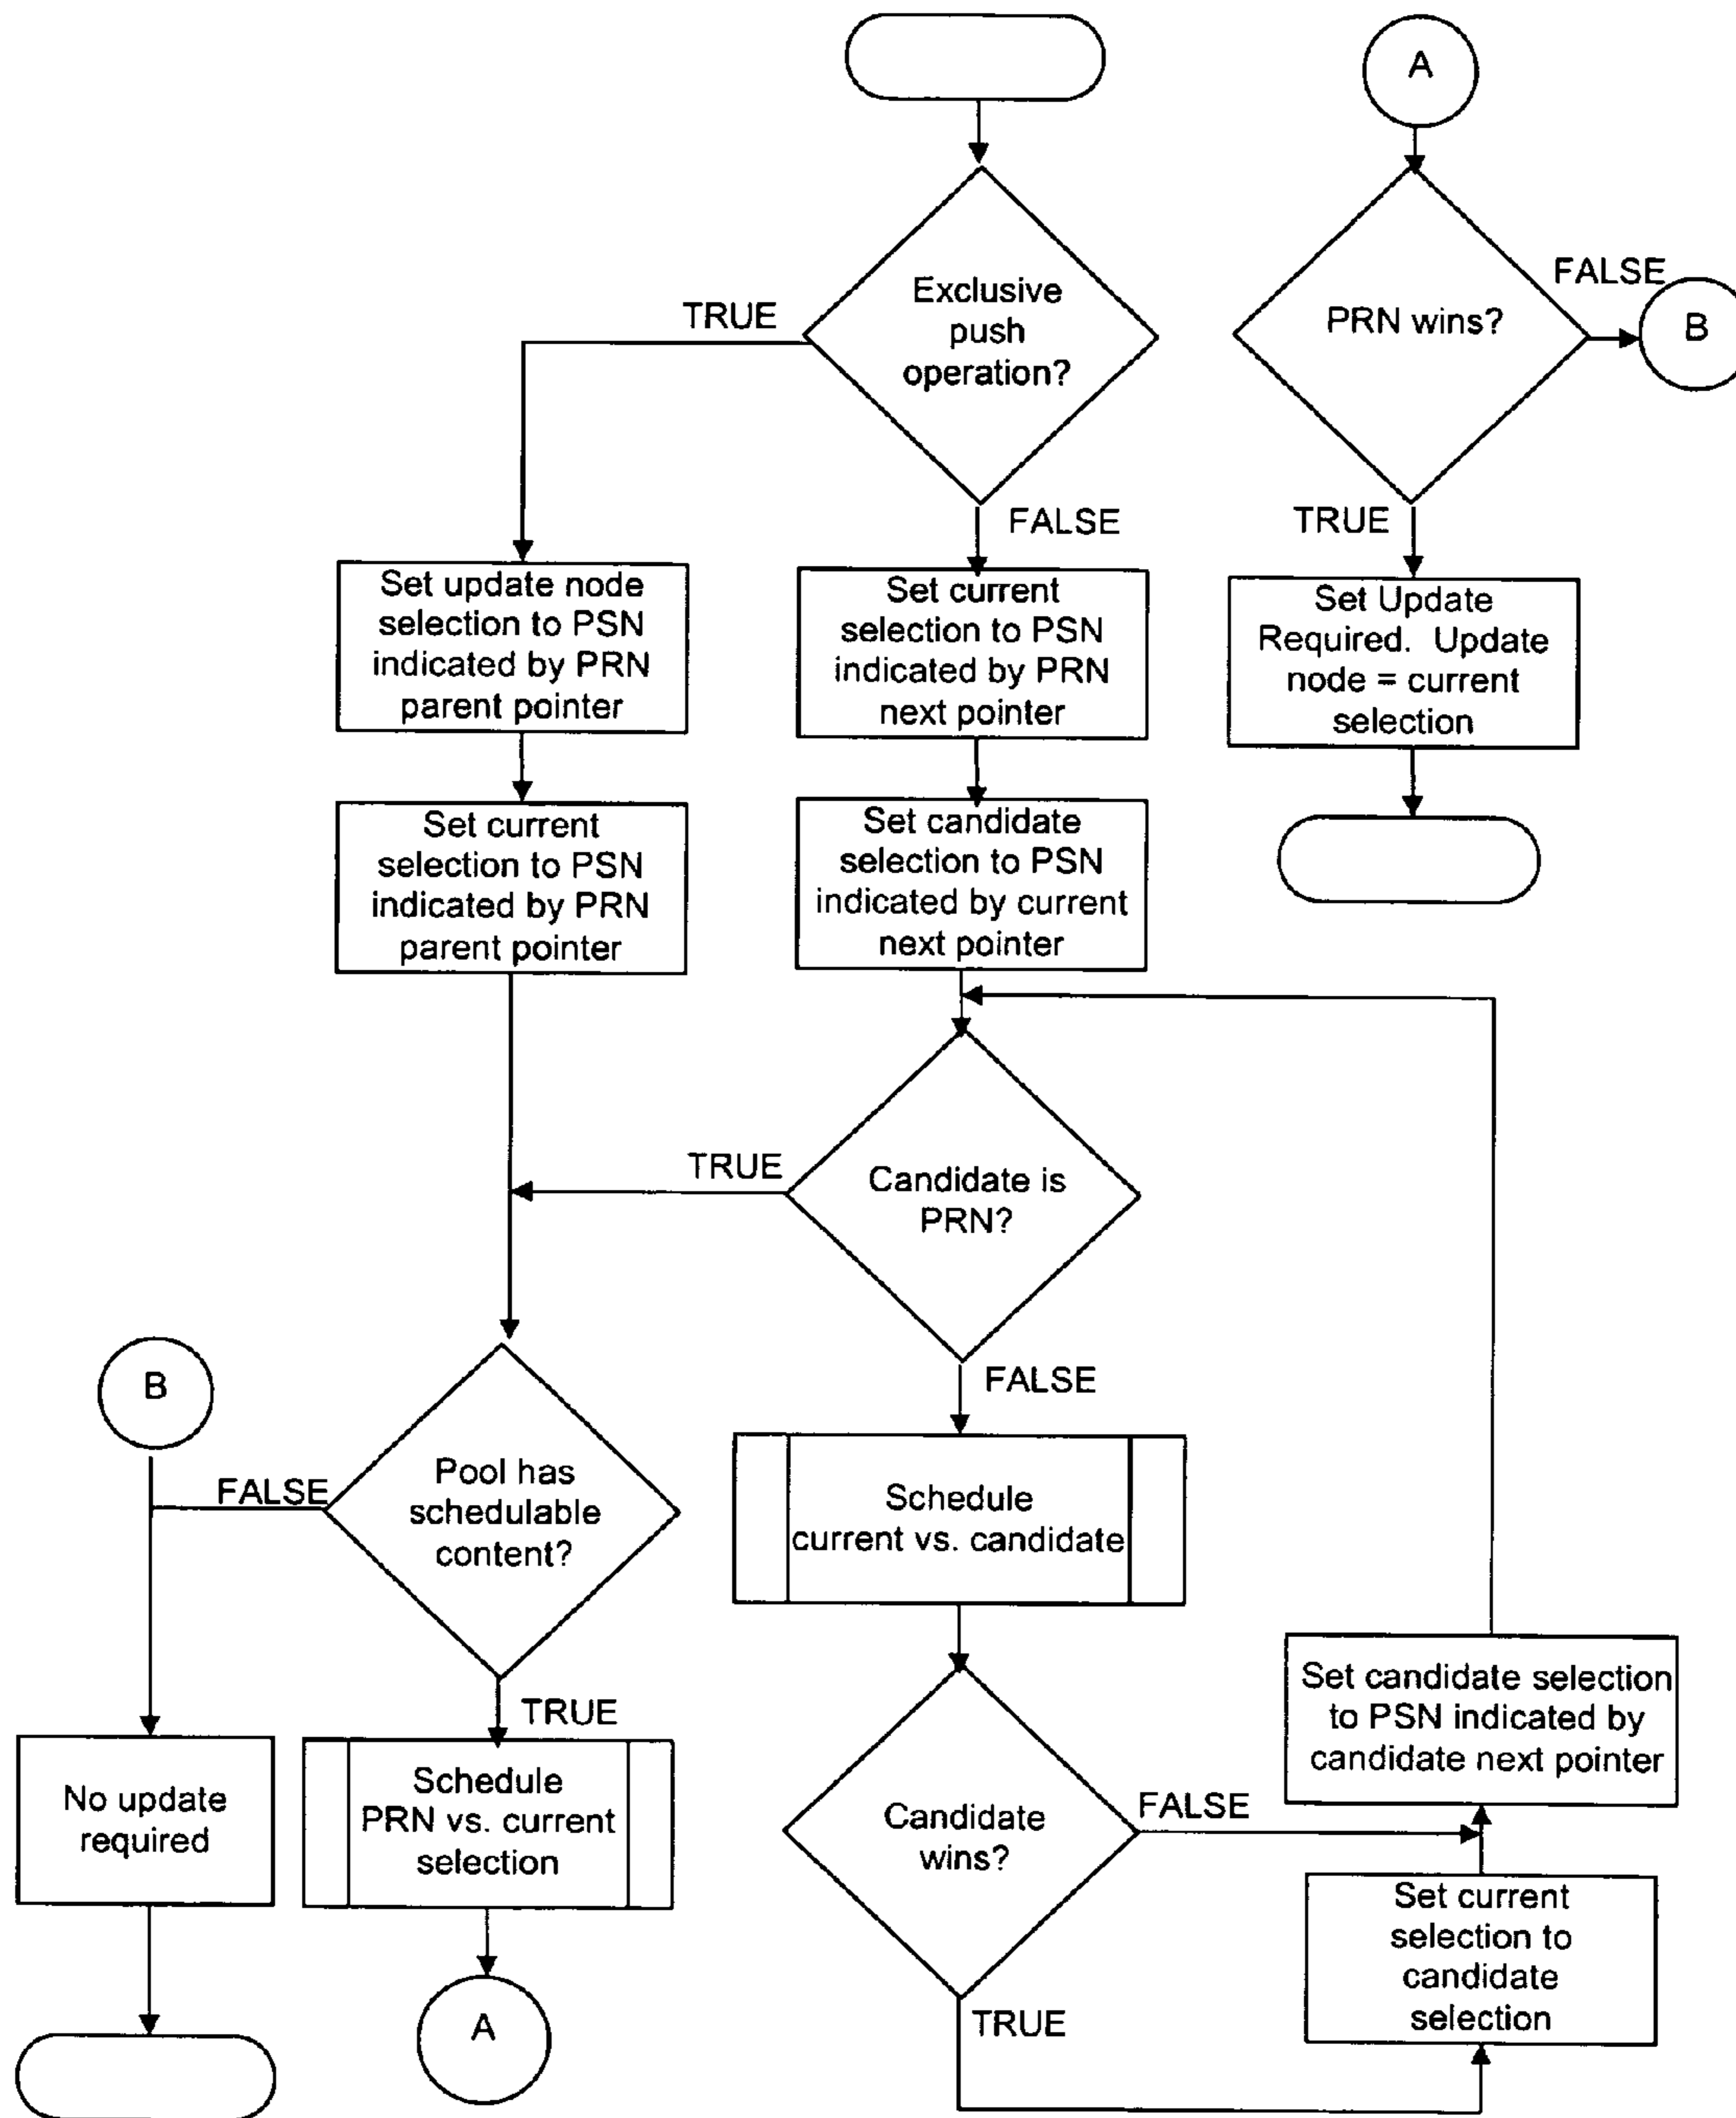 A
Exclusive
push
operation?
TRUE
FALSE
PRN wins?
FALSE
B
TRUE
Set update node
selection to PSN
indicated by PRN
parent pointer
Set current
selection to PSN
indicated by PRN
next pointer
Set Update
Required. Update
node = current
selection
Set current
selection to PSN
indicated by PRN
parent pointer
Set candidate
selection to PSN
indicated by current
next pointer
Candidate is
PRN?
TRUE
FALSE
B
Pool has
schedulable
content?
FALSE
TRUE
Schedule
current vs. candidate
Set candidate selection
to PSN indicated by
candidate next pointer
No update
required
Schedule
PRN vs. current
selection
Candidate
wins?
FALSE
TRUE
Set current
selection to
candidate
selection
A